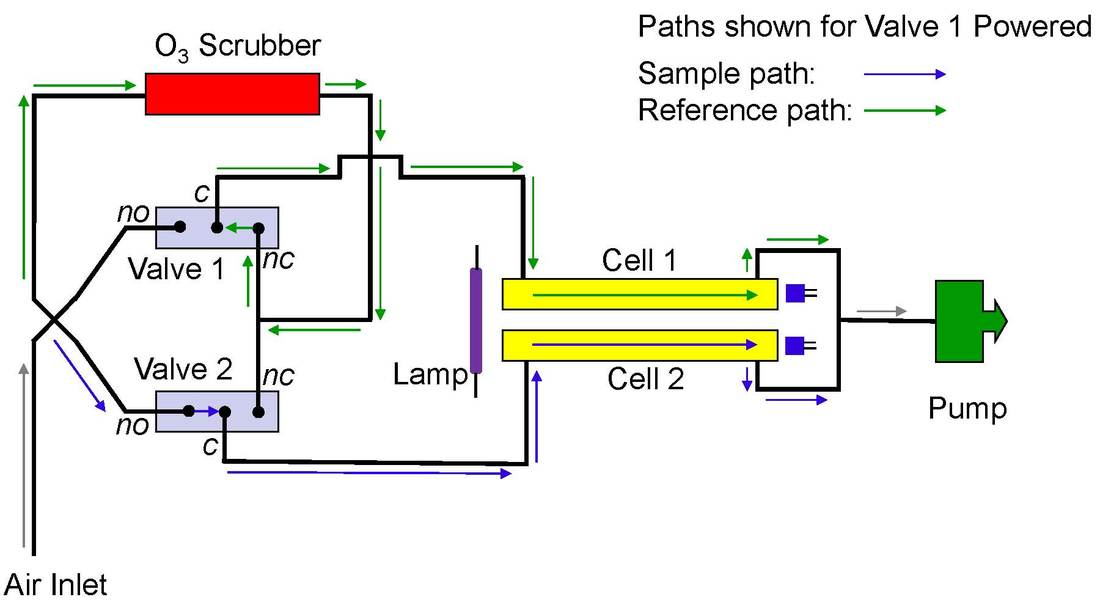 Paths shown for Valve 1 Powered
Sample path:
Reference path:
O3 Scrubber
c
no
nc
Valve 1
Valve 2
nc
no
c
Lamp
Cell 1
Cell 2
Pump
Air Inlet